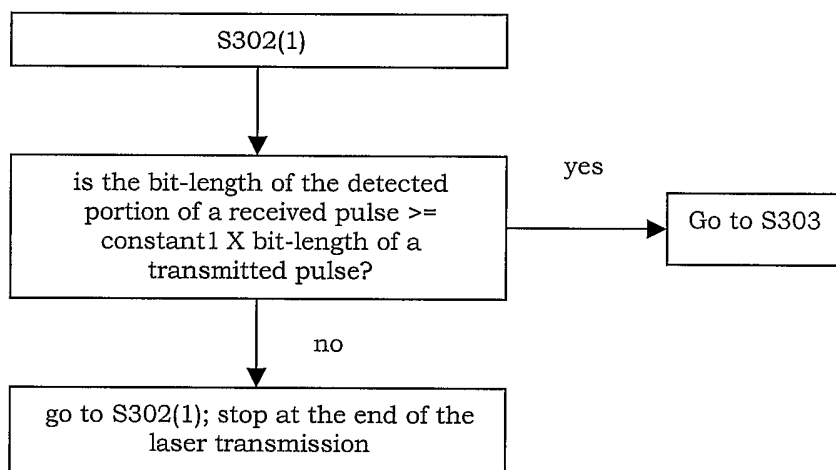 S302(1)
is the bit-length of the detected
portion of a received pulse >=
constant1 X bit-length of a
transmitted pulse?
yes
Go to S303
no
go to S302(1); stop at the end of the
laser transmission